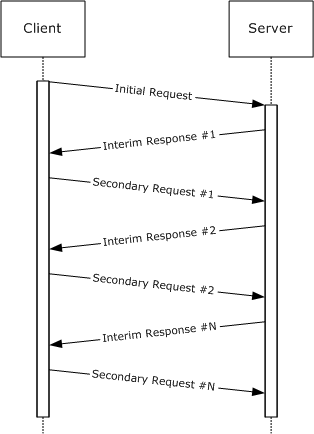 Client
Server
Initial Request
Interim Response #1
Secondary Request #1
Interim Response #2
Secondary Request #2
Interim Response #N
Secondary Request #N